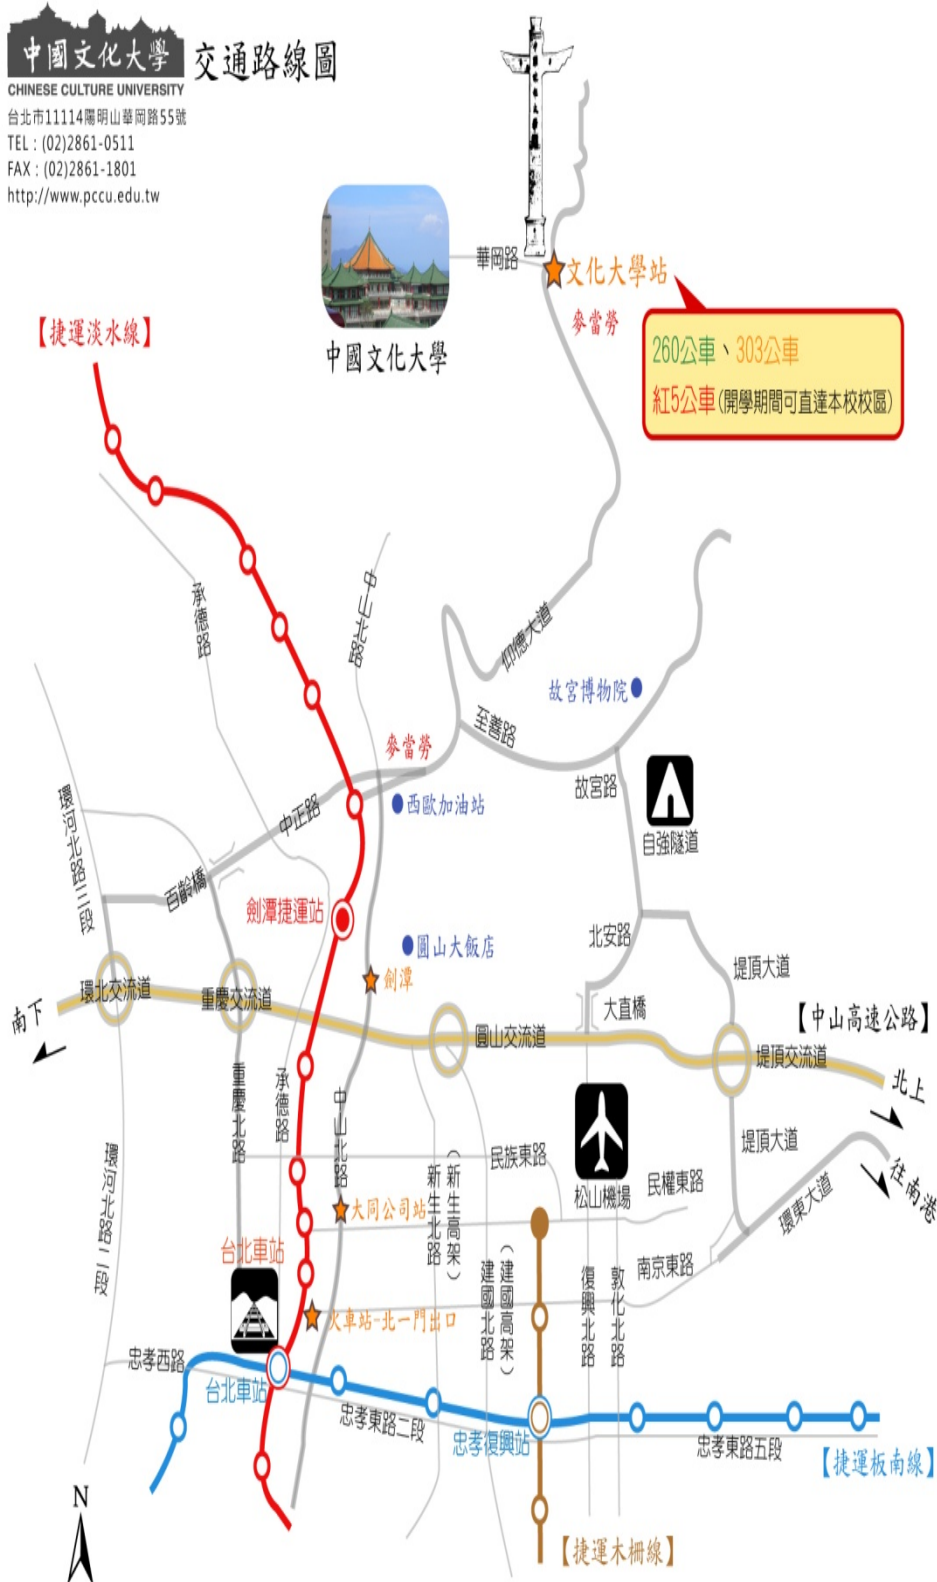 中國文化大學
CHINESE CULTURE UNIVERSITY
交通路線圖
台北市11114陽明山華岡路55號
TEL : (02)2861-0511
FAX : (02)2861-1801
http://www.pccu.edu.tw
華岡路
文化大學站
麥當勞
中國文化大學
260公車、303公車
紅5公車(開學期間可直達本校校區)
【捷運淡水線】
承德路
中山北路
仰德大道
故宮博物院
至善路
麥當勞
故宮路
西歐加油站
中正路
自強隧道
環河北路三段
百齡橋
劍潭捷運站
圓山大飯店
北安路
劍潭
堤頂大道
環北交流道
重慶交流道
大直橋
南下
圓山交流道
【中山高速公路】
堤頂交流道
北上
重慶北路
承德路
中山北路
民族東路
堤頂大道
環河北路二段
新生北路
(新生高架)
松山機場
民權東路
環東大道
往南港
大同公司站
台北車站
建國北路
(建國高架)
復興北路
敦化北路
南京東路
火車站-北一門出口
忠孝西路
台北車站
忠孝東路二段
忠孝復興站
忠孝東路五段
【捷運板南線】
N
【捷運木柵線】